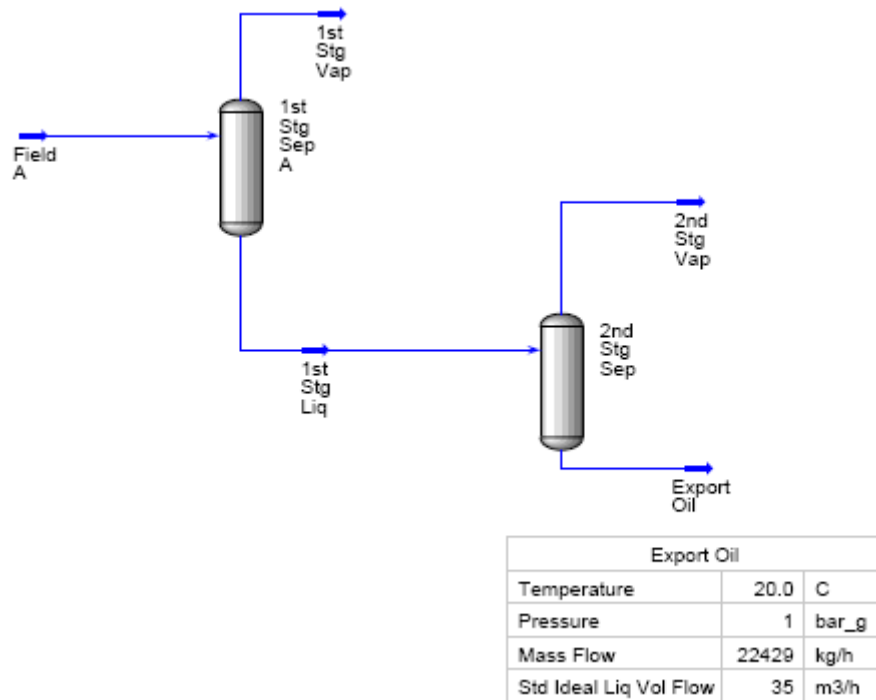 1st
Stg
Vap
1st
Stg
Sep
A
Field
A
2nd
Stg
Vap
2nd
Stg
Sep
1st
Stg
Liq
Export
Oil
Export Oil
Temperature 20.0 C
Pressure 1 bar_g
Mass Flow 22429 kg/h
Std Ideal Liq Vol Flow 35 m3/h